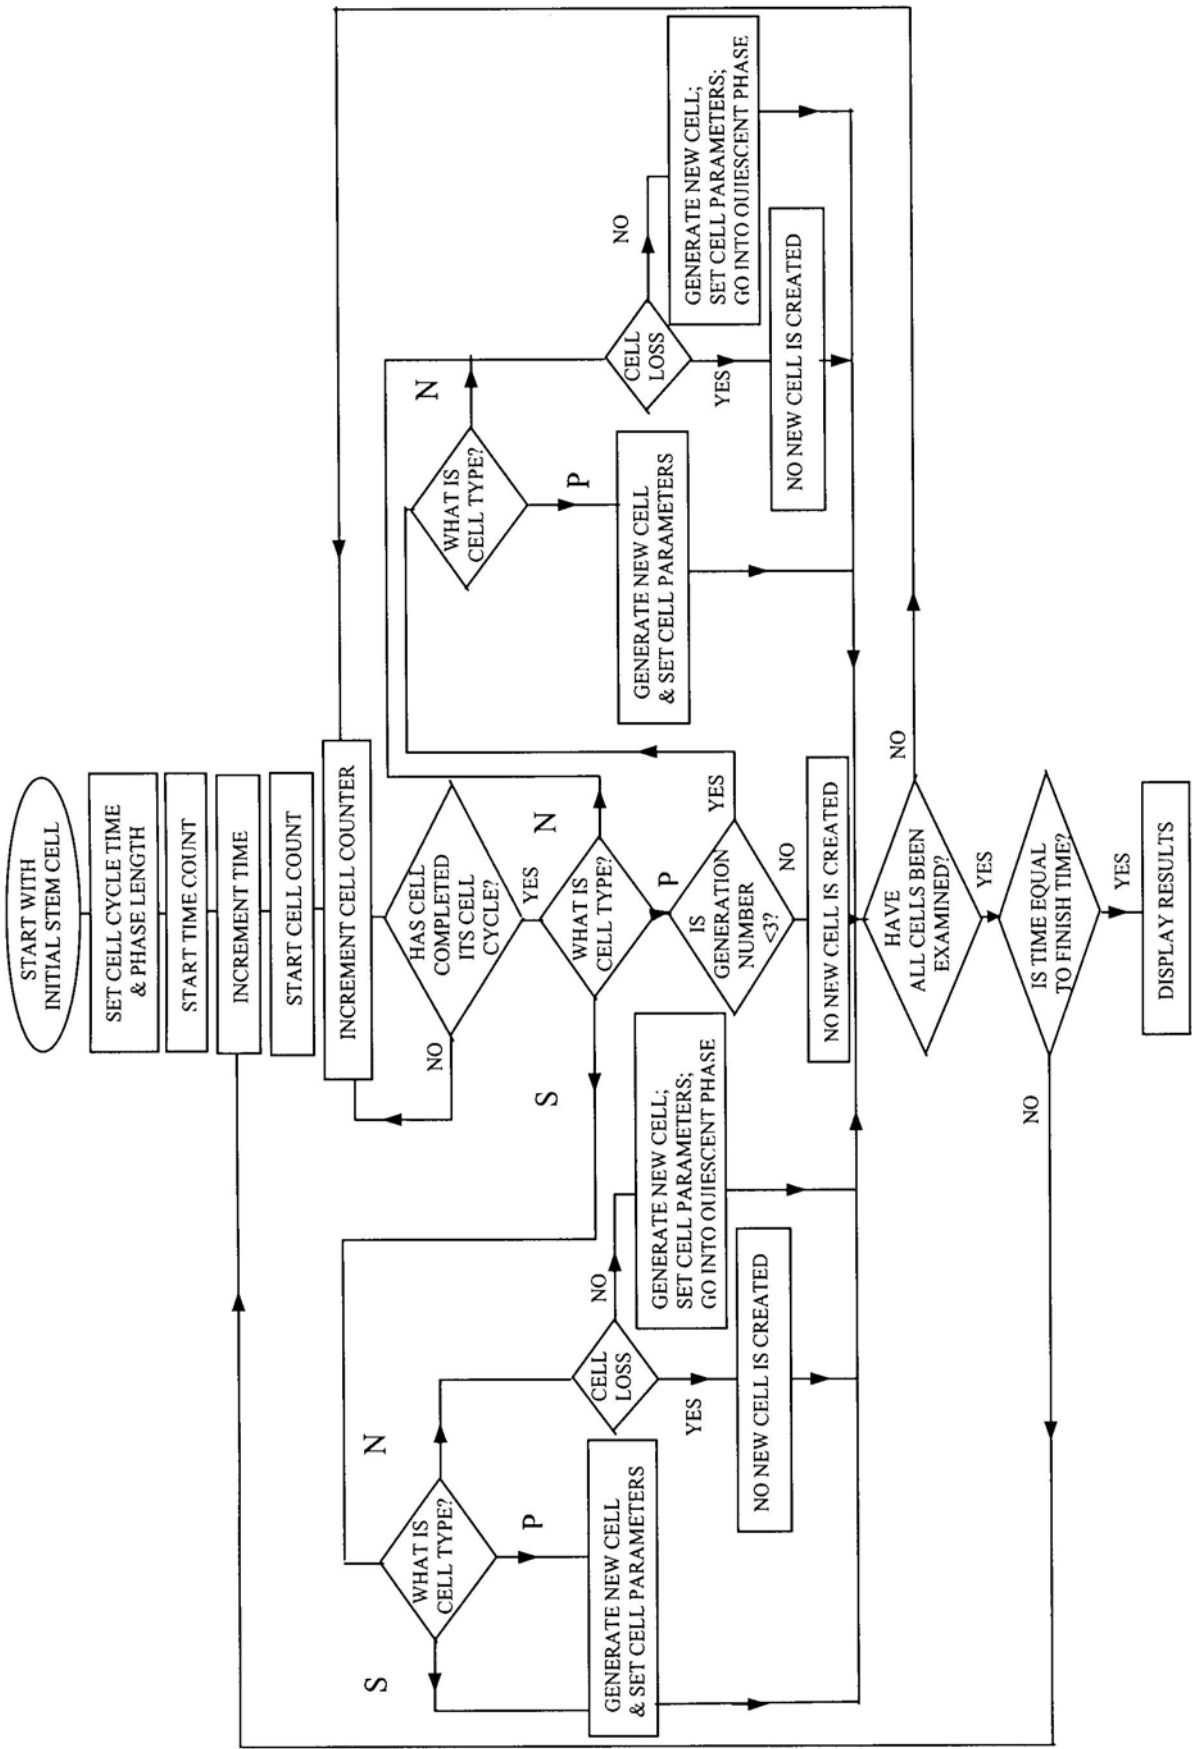 START WITH
INITIAL STEM CELL
SET CELL CYCLE TIME
& PHASE LENGTH
START TIME COUNT
INCREMENT TIME
START CELL COUNT
INCREMENT CELL COUNTER
HAS CELL
COMPLETED
ITS CELL
CYCLE?
NO
YES
WHAT IS
CELL TYPE?
S
N
P
IS
GENERATION
NUMBER
<3?
YES
NO
NO NEW CELL IS CREATED
WHAT IS
CELL TYPE?
S
N
P
GENERATE NEW CELL
& SET CELL PARAMETERS
CELL
LOSS
NO
YES
GENERATE NEW CELL;
SET CELL PARAMETERS;
GO INTO OUIESCENT PHASE
NO NEW CELL IS CREATED
WHAT IS
CELL TYPE?
N
P
GENERATE NEW CELL
& SET CELL PARAMETERS
CELL
LOSS
NO
YES
GENERATE NEW CELL;
SET CELL PARAMETERS;
GO INTO OUIESCENT PHASE
NO NEW CELL IS CREATED
HAVE
ALL CELLS BEEN
EXAMINED?
NO
YES
IS TIME EQUAL
TO FINISH TIME?
NO
YES
DISPLAY RESULTS